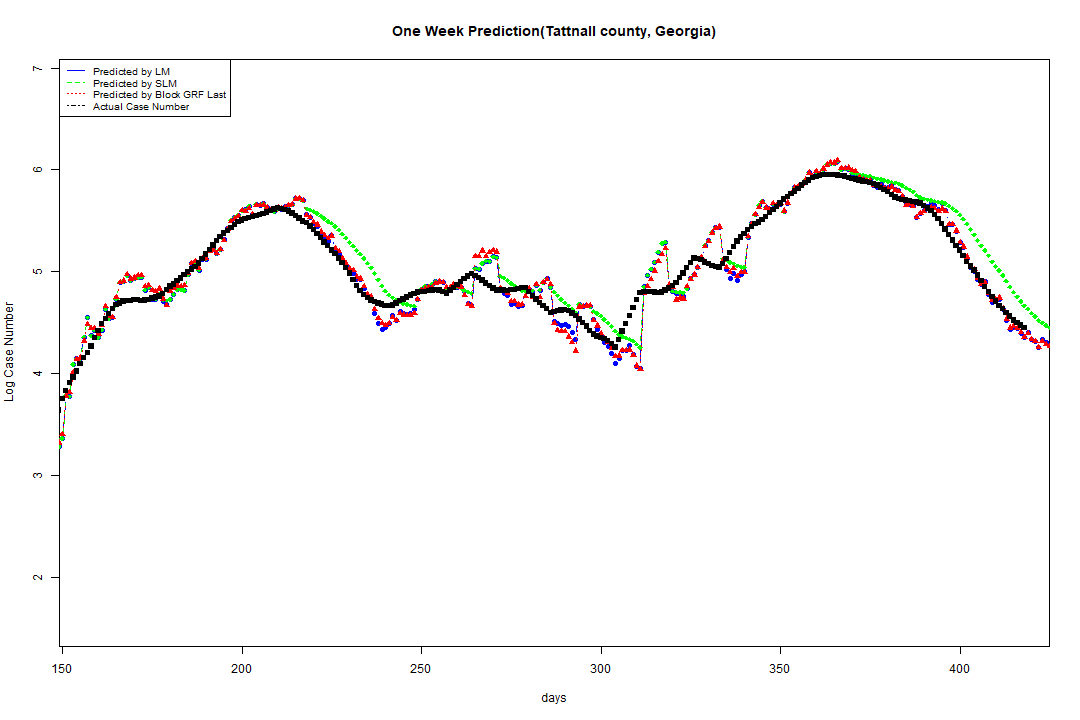 One Week Prediction(Tattnall county, Georgia)
Predicted by LM
Predicted by SLM
Predicted by Block GRF Last
Actual Case Number
7
6
5
4
3
2
Log Case Number
150 200 250 300 350 400
days